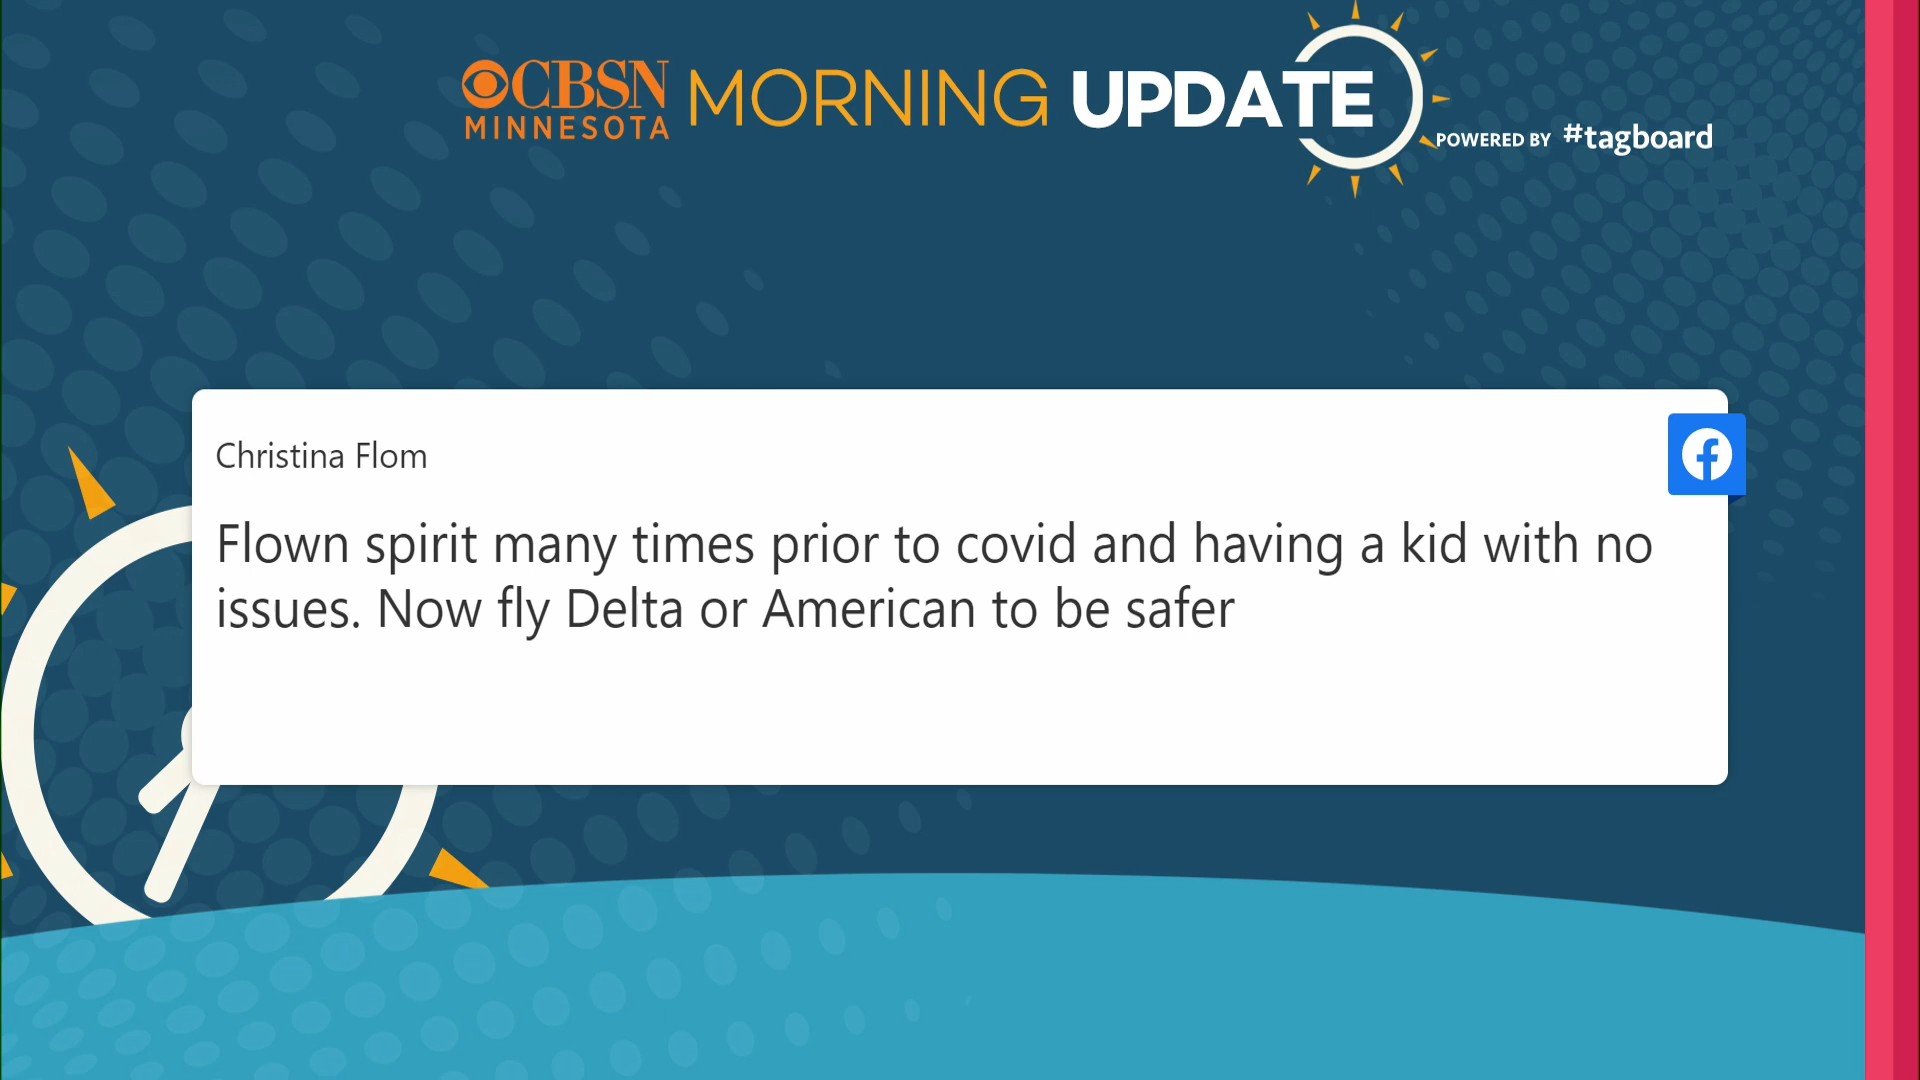 CBSN MORNING UPDATE
MINNESOTA
POWERED BY #tagboard
Christina Flom
Flown spirit many times prior to covid and having a kid with no
issues. Now fly Delta or American to be safer